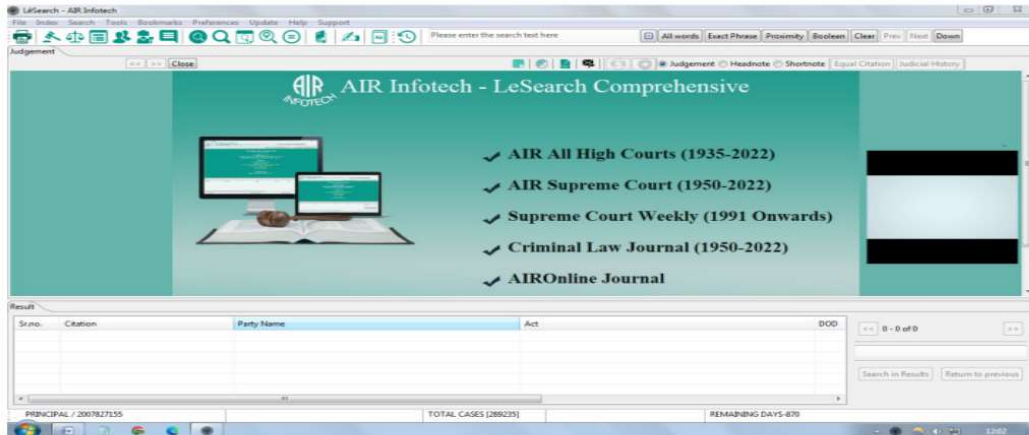 LeSearch - AIR Infotech
File Index Search Tools Bookmarks Preferences Update Help Support
Please enter the search text here All words Exact Phrase Proximity Boolean Clear Prev Next Down
Judgement
<< >> Close Judgement Headnote Shortnote Equal Citation Judicial History
AIR INFOTECH
AIR Infotech - LeSearch Comprehensive
AIR All High Courts (1935-2022)
AIR Supreme Court (1950-2022)
Supreme Court Weekly (1991 Onwards)
Criminal Law Journal (1950-2022)
AIROnline Journal
Result
Sr.no. Citation Party Name Act DOD
<< 0 - 0 of 0 >>
Search in Results Return to previous
PRINCIPAL / 2007827155 TOTAL CASES [289235] REMAINING DAYS-870
12:02